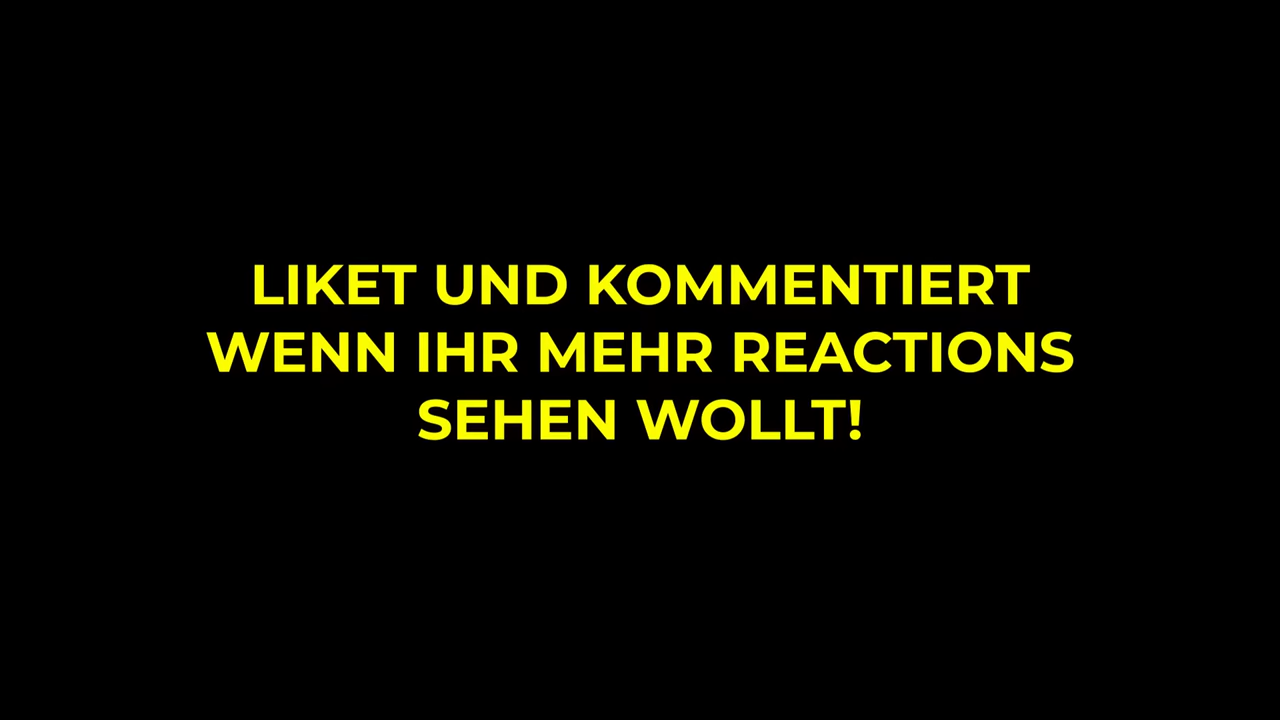 LIKET UND KOMMENTIERT
WENN IHR MEHR REACTIONS
SEHEN WOLLT!